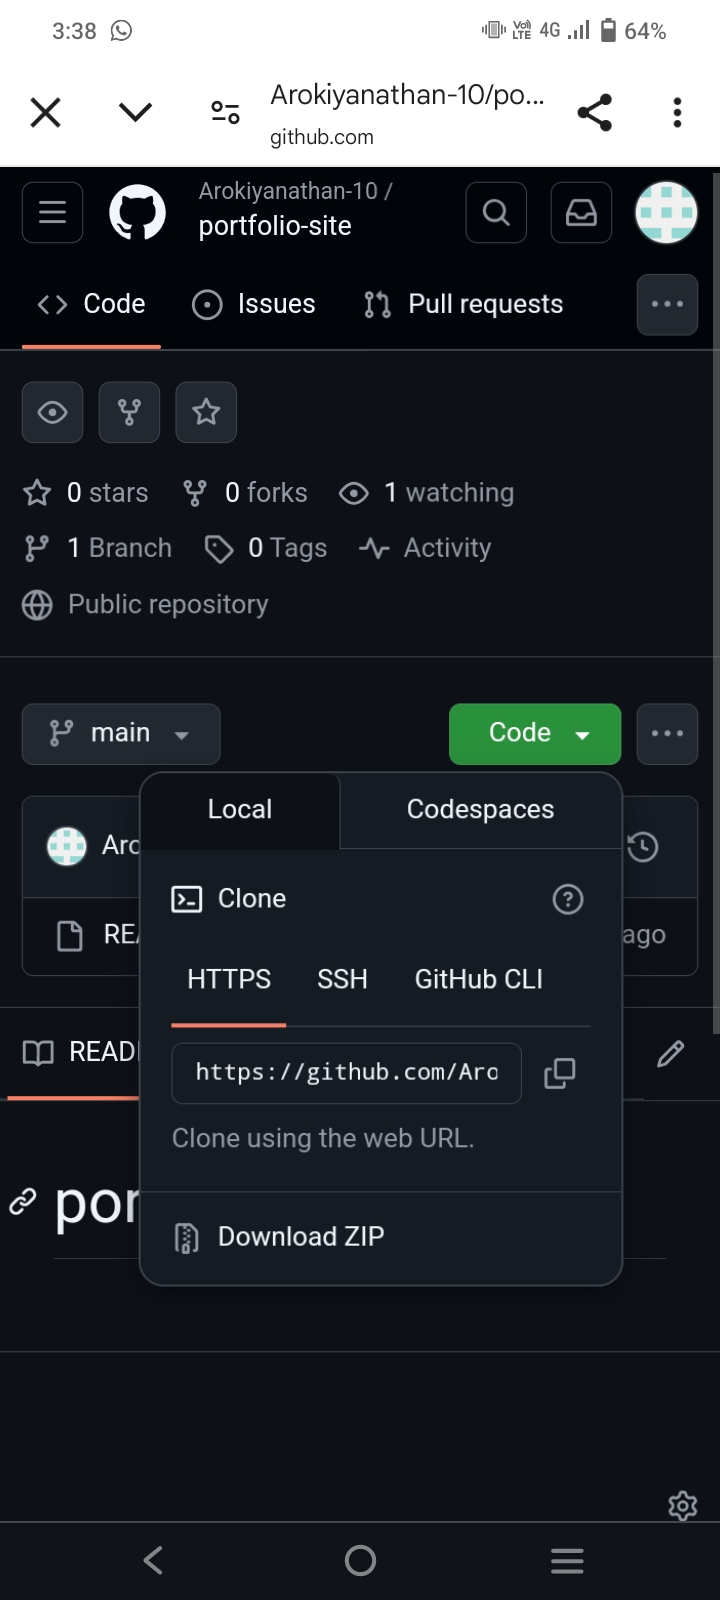 3:38 Vo) LTE 4G 64%
Arokiyanathan-10/po...
github.com
Arokiyanathan-10 /
portfolio-site
Code Issues Pull requests
0 stars 0 forks 1 watching
1 Branch 0 Tags Activity
Public repository
main Code
Local Codespaces
Aro
Clone
REA ago
HTTPS SSH GitHub CLI
READ
https://github.com/Aro
Clone using the web URL.
por
Download ZIP